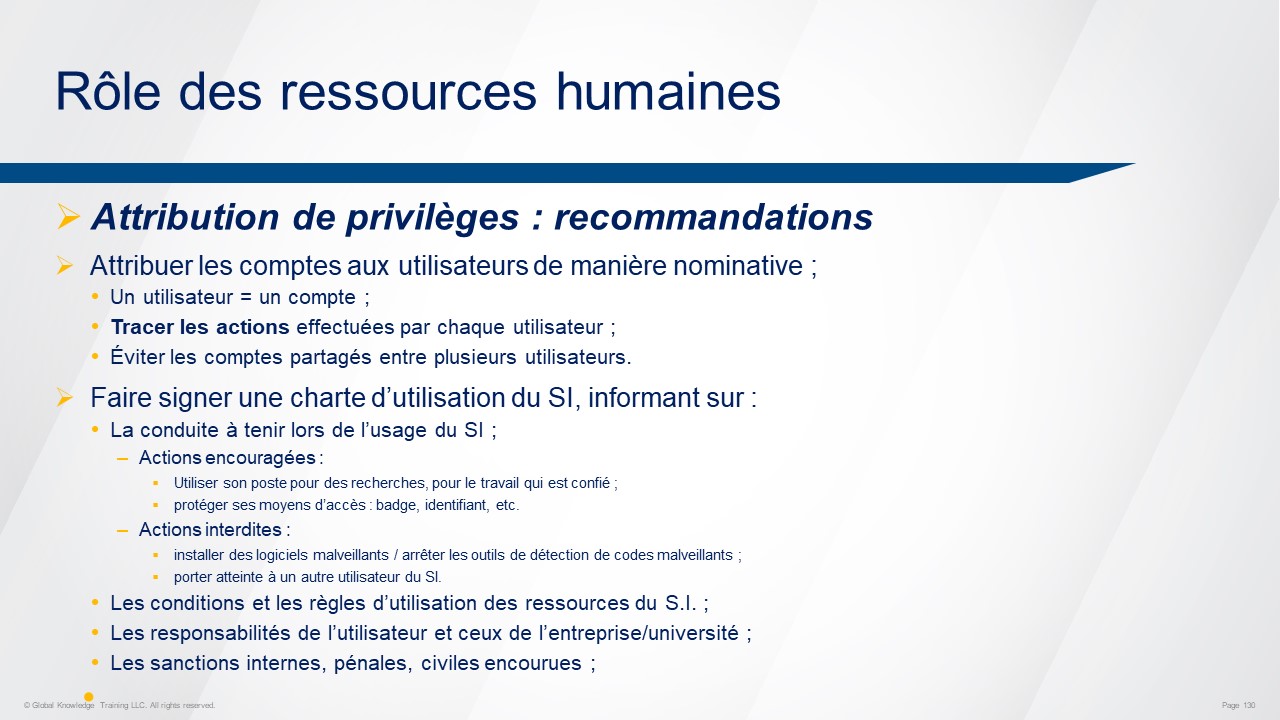 Rôle des ressources humaines
Attribution de privilèges : recommandations
Attribuer les comptes aux utilisateurs de manière nominative ;
Un utilisateur = un compte ;
Tracer les actions effectuées par chaque utilisateur ;
Éviter les comptes partagés entre plusieurs utilisateurs.
Faire signer une charte d’utilisation du SI, informant sur :
La conduite à tenir lors de l’usage du SI ;
– Actions encouragées :
Utiliser son poste pour des recherches, pour le travail qui est confié ;
protéger ses moyens d’accès : badge, identifiant, etc.
– Actions interdites :
installer des logiciels malveillants / arrêter les outils de détection de codes malveillants ;
porter atteinte à un autre utilisateur du SI.
Les conditions et les règles d’utilisation des ressources du S.I. ;
Les responsabilités de l’utilisateur et ceux de l’entreprise/université ;
Les sanctions internes, pénales, civiles encourues ;
© Global Knowledge Training LLC. All rights reserved.
Page 130